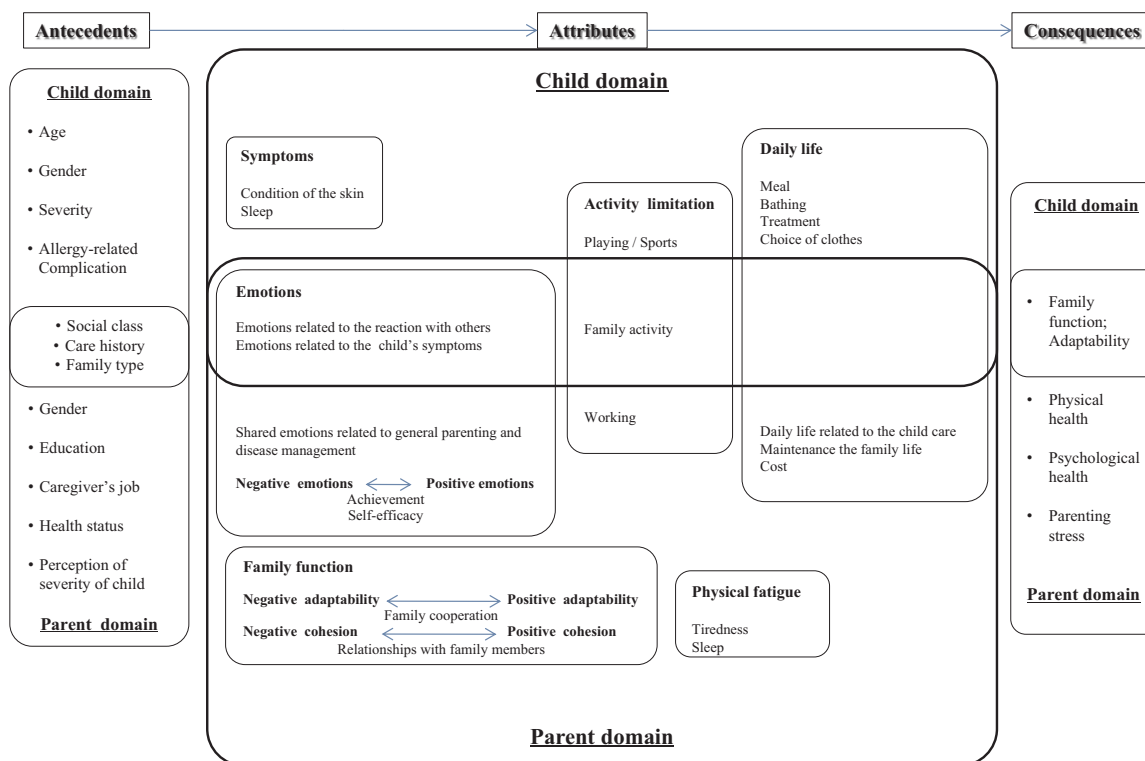 Antecedents
Attributes
Consequences
Child domain
• Age
• Gender
• Severity
• Allergy-related
Complication
• Social class
• Care history
• Family type
• Gender
• Education
• Caregiver’s job
• Health status
• Perception of
severity of child
Parent domain
Child domain
Symptoms
Condition of the skin
Sleep
Activity limitation
Playing / Sports
Family activity
Working
Daily life
Meal
Bathing
Treatment
Choice of clothes
Daily life related to the child care
Maintenance the family life
Cost
Emotions
Emotions related to the reaction with others
Emotions related to the child’s symptoms
Shared emotions related to general parenting and
disease management
Negative emotions Positive emotions
Achievement
Self-efficacy
Family function
Negative adaptability Positive adaptability
Family cooperation
Negative cohesion Positive cohesion
Relationships with family members
Physical fatigue
Tiredness
Sleep
Parent domain
Child domain
• Family
function;
Adaptability
• Physical
health
• Psychological
health
• Parenting
stress
Parent domain